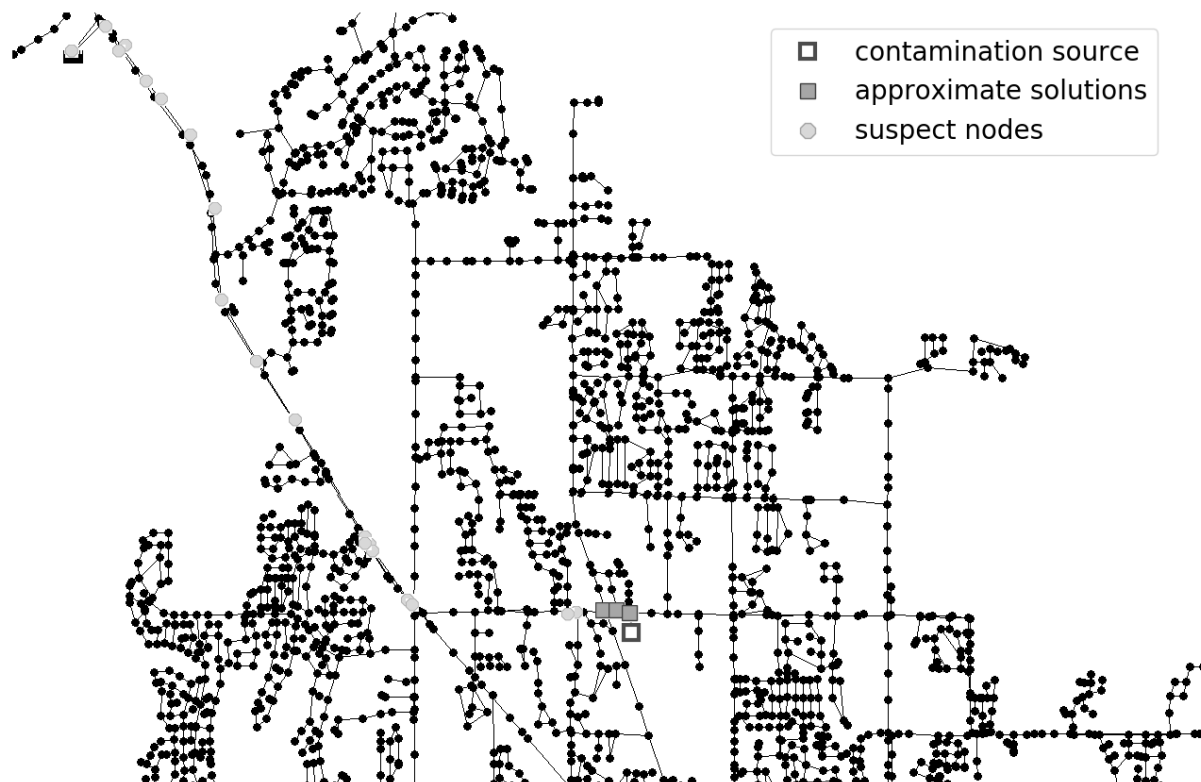 contamination source
approximate solutions
suspect nodes